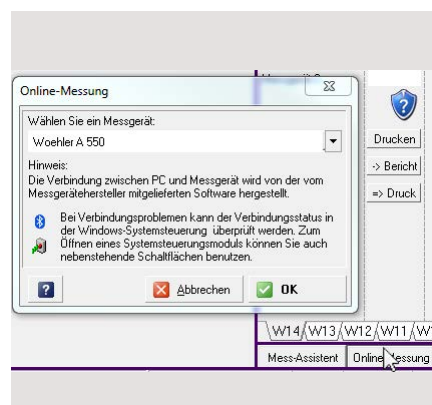 Online-Messung
Wählen Sie ein Messgerät:
Woehler A 550
Hinweis:
Die Verbindung zwischen PC und Messgerät wird von der vom
Messgerätehersteller mitgelieferten Software hergestellt.
Bei Verbindungsproblemen kann der Verbindungsstatus in
der Windows-Systemsteuerung überprüft werden. Zum
Öffnen eines Systemsteuerungsmoduls können Sie auch
nebenstehende Schaltflächen benutzen.
Abbrechen
OK
Drucken
-> Bericht
=> Druck
W14 W13 W12 W11
Mess-Assistent